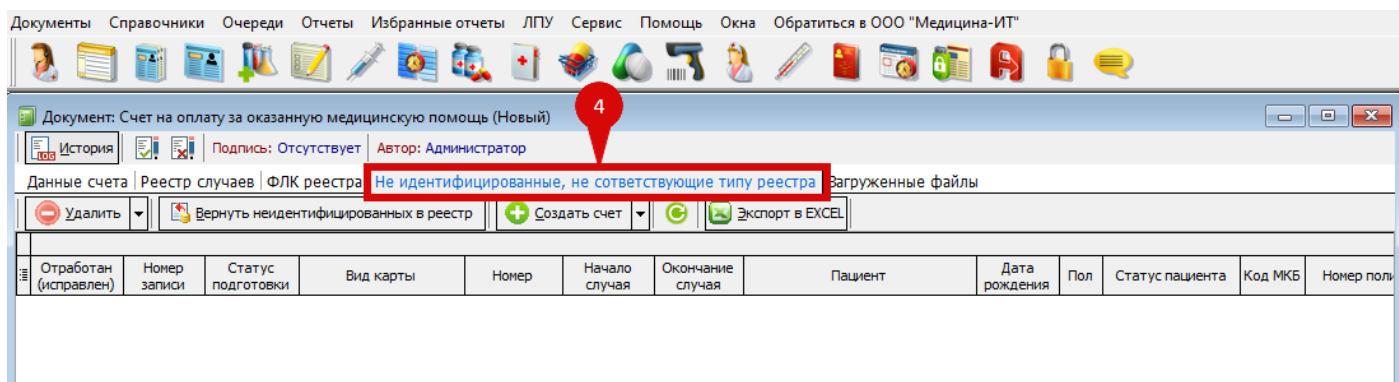 Документы Справочники Очереди Отчеты Избранные отчеты ЛПУ Сервис Помощь Окна Обратиться в ООО "Медицина-ИТ"
4
Документ: Счет на оплату за оказанную медицинскую помощь (Новый)
LOG История Подпись: Отсутствует Автор: Администратор
Данные счета Реестр случаев ФЛК реестра Не идентифицированные, не сответствующие типу реестра Загруженные файлы
Удалить Вернуть неидентифицированных в реестр Создать счет Экспорт в EXCEL
Отработан (исправлен) Номер записи Статус подготовки Вид карты Номер Начало случая Окончание случая Пациент Дата рождения Пол Статус пациента Код МКБ Номер поли